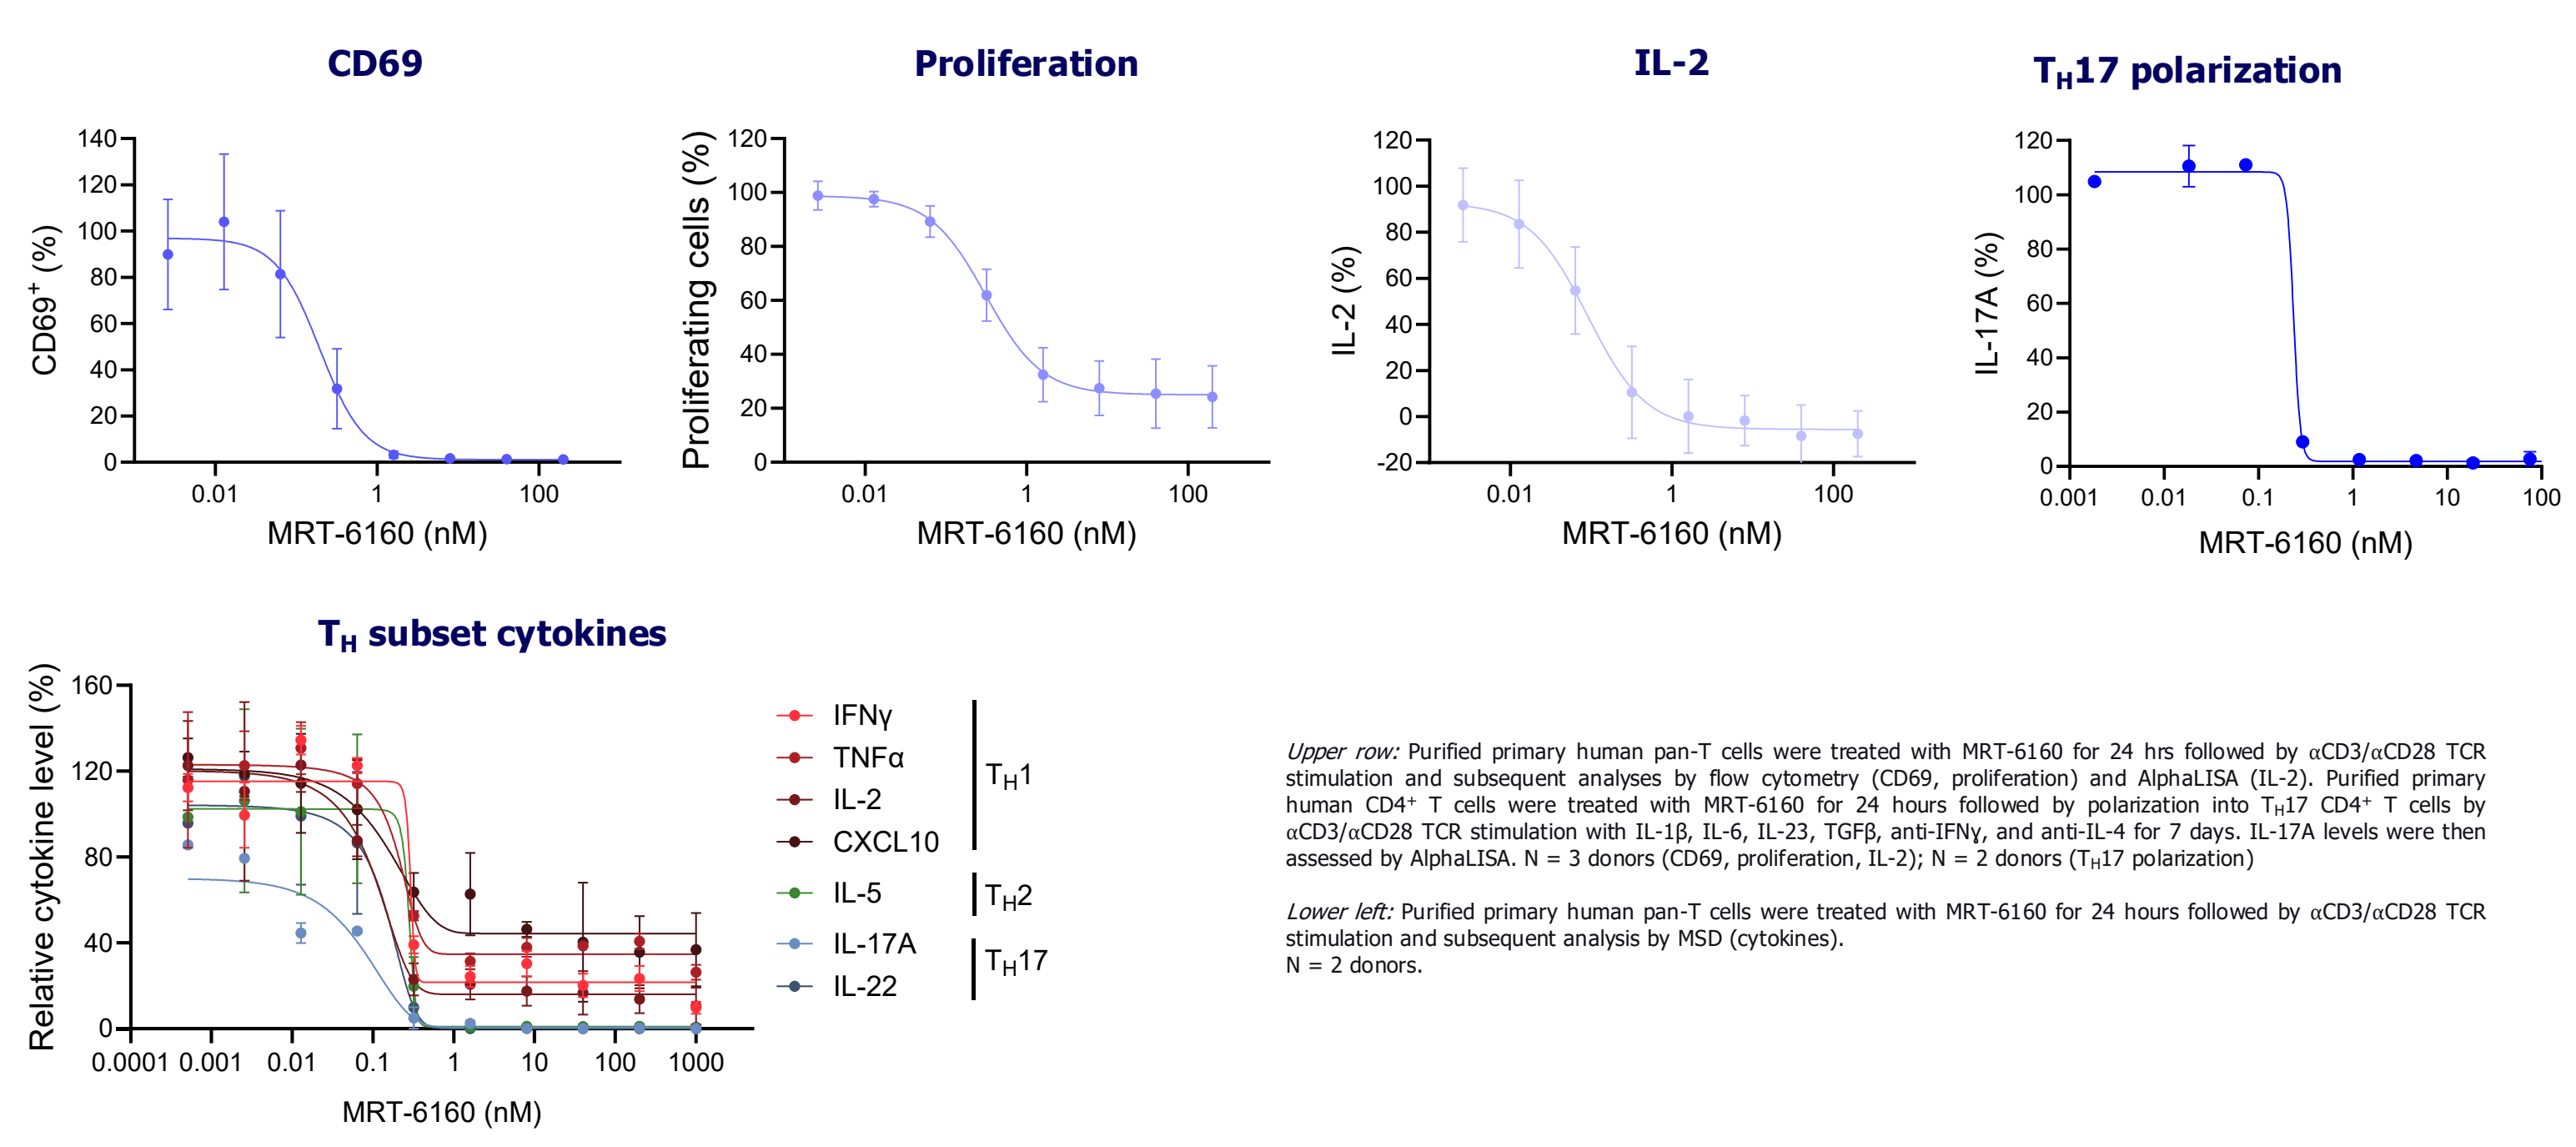 CD69
Proliferation
IL-2
TH17 polarization
140
120
100
80
60
40
20
0
CD69+ (%)
0.01
1
100
MRT-6160 (nM)
120
100
80
60
40
20
0
Proliferating cells (%)
0.01
1
100
MRT-6160 (nM)
120
100
80
60
40
20
0
-20
IL-2 (%)
0.01
1
100
MRT-6160 (nM)
120
100
80
60
40
20
0
IL-17A (%)
0.001
0.01
0.1
1
10
100
MRT-6160 (nM)
TH subset cytokines
160
120
80
40
0
Relative cytokine level (%)
0.0001
0.001
0.01
0.1
1
10
100
1000
MRT-6160 (nM)
IFNγ
TNFα
IL-2
CXCL10
TH1
IL-5
TH2
IL-17A
IL-22
TH17
Upper row: Purified primary human pan-T cells were treated with MRT-6160 for 24 hrs followed by αCD3/αCD28 TCR
stimulation and subsequent analyses by flow cytometry (CD69, proliferation) and AlphaLISA (IL-2). Purified primary
human CD4+ T cells were treated with MRT-6160 for 24 hours followed by polarization into TH17 CD4+ T cells by
αCD3/αCD28 TCR stimulation with IL-1β, IL-6, IL-23, TGFβ, anti-IFNɣ, and anti-IL-4 for 7 days. IL-17A levels were then
assessed by AlphaLISA. N = 3 donors (CD69, proliferation, IL-2); N = 2 donors (TH17 polarization)
Lower left: Purified primary human pan-T cells were treated with MRT-6160 for 24 hours followed by αCD3/αCD28 TCR
stimulation and subsequent analysis by MSD (cytokines).
N = 2 donors.